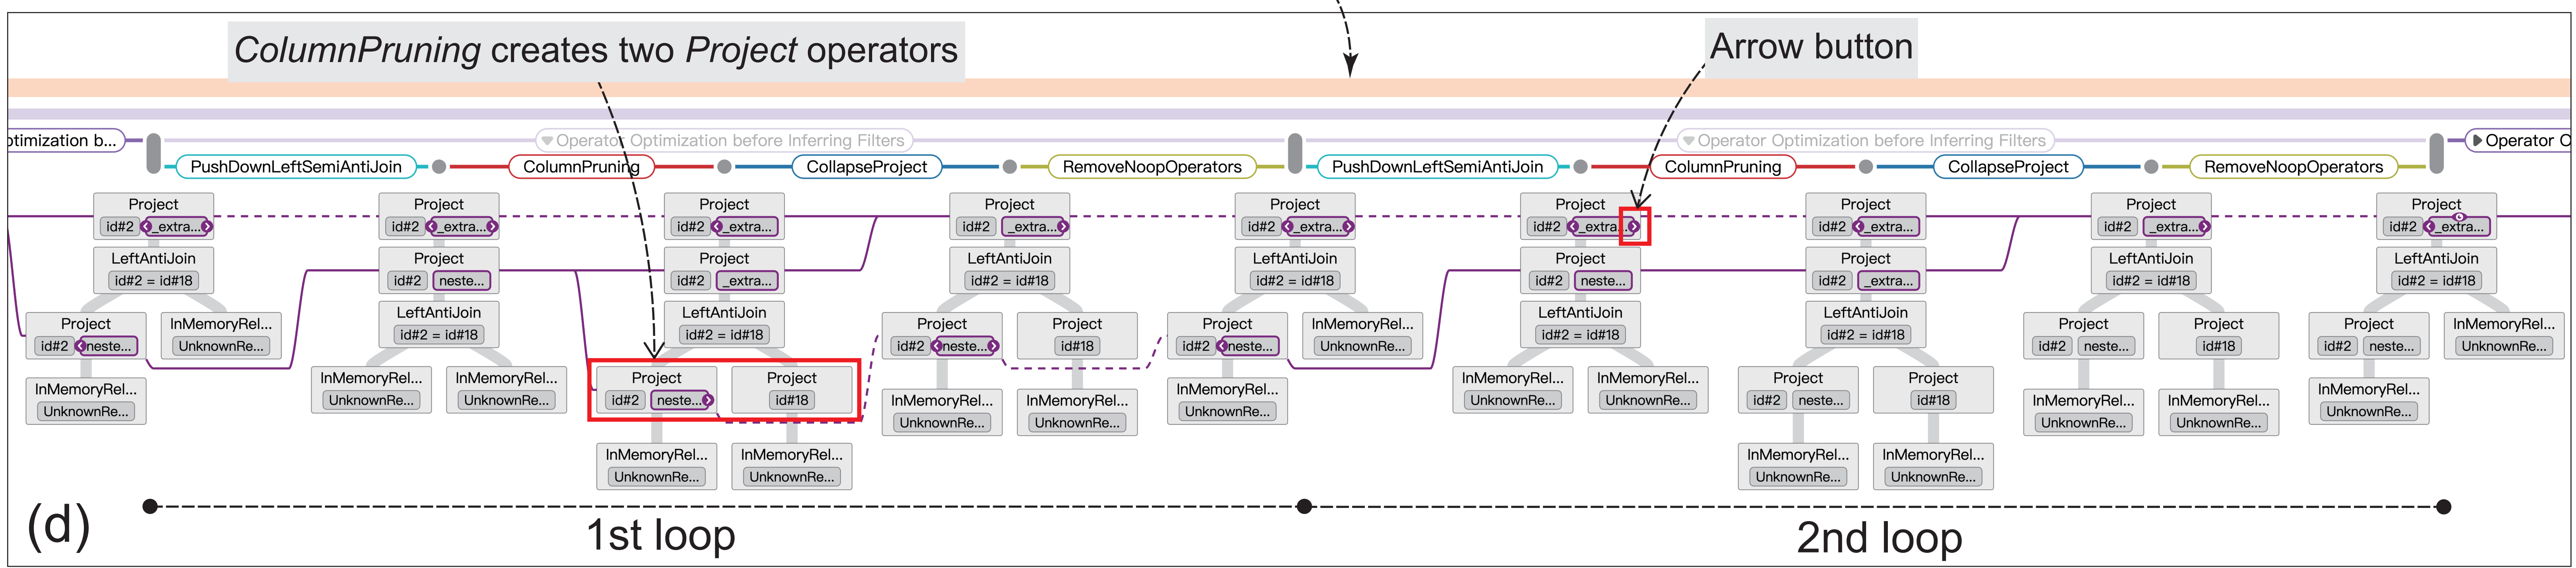 ColumnPruning creates two Project operators
Arrow button
ptimization b...
Operator Optimization before Inferring Filters
Operator Optimization before Inferring Filters
Operator O
PushDownLeftSemiAntiJoin
ColumnPruning
CollapseProject
RemoveNoopOperators
PushDownLeftSemiAntiJoin
ColumnPruning
CollapseProject
RemoveNoopOperators
Project
id#2 _extra...
LeftAntiJoin
id#2 = id#18
Project
id#2 neste...
InMemoryRel...
UnknownRe...
InMemoryRel...
UnknownRe...
Project
id#2 _extra...
Project
id#2 neste...
LeftAntiJoin
id#2 = id#18
InMemoryRel...
UnknownRe...
InMemoryRel...
UnknownRe...
Project
id#2 _extra...
Project
id#2 _extra...
LeftAntiJoin
id#2 = id#18
Project
id#2 neste...
Project
id#18
InMemoryRel...
UnknownRe...
InMemoryRel...
UnknownRe...
Project
id#2 _extra...
LeftAntiJoin
id#2 = id#18
Project
id#2 neste...
Project
id#18
InMemoryRel...
UnknownRe...
InMemoryRel...
UnknownRe...
Project
id#2 _extra...
LeftAntiJoin
id#2 = id#18
Project
id#2 neste...
InMemoryRel...
UnknownRe...
InMemoryRel...
UnknownRe...
Project
id#2 _extra...
Project
id#2 neste...
LeftAntiJoin
id#2 = id#18
InMemoryRel...
UnknownRe...
InMemoryRel...
UnknownRe...
Project
id#2 _extra...
Project
id#2 _extra...
LeftAntiJoin
id#2 = id#18
Project
id#2 neste...
Project
id#18
InMemoryRel...
UnknownRe...
InMemoryRel...
UnknownRe...
Project
id#2 _extra...
LeftAntiJoin
id#2 = id#18
Project
id#2 neste...
Project
id#18
InMemoryRel...
UnknownRe...
InMemoryRel...
UnknownRe...
Project
id#2 _extra...
LeftAntiJoin
id#2 = id#18
Project
id#2 neste...
InMemoryRel...
UnknownRe...
InMemoryRel...
UnknownRe...
(d)
1st loop
2nd loop